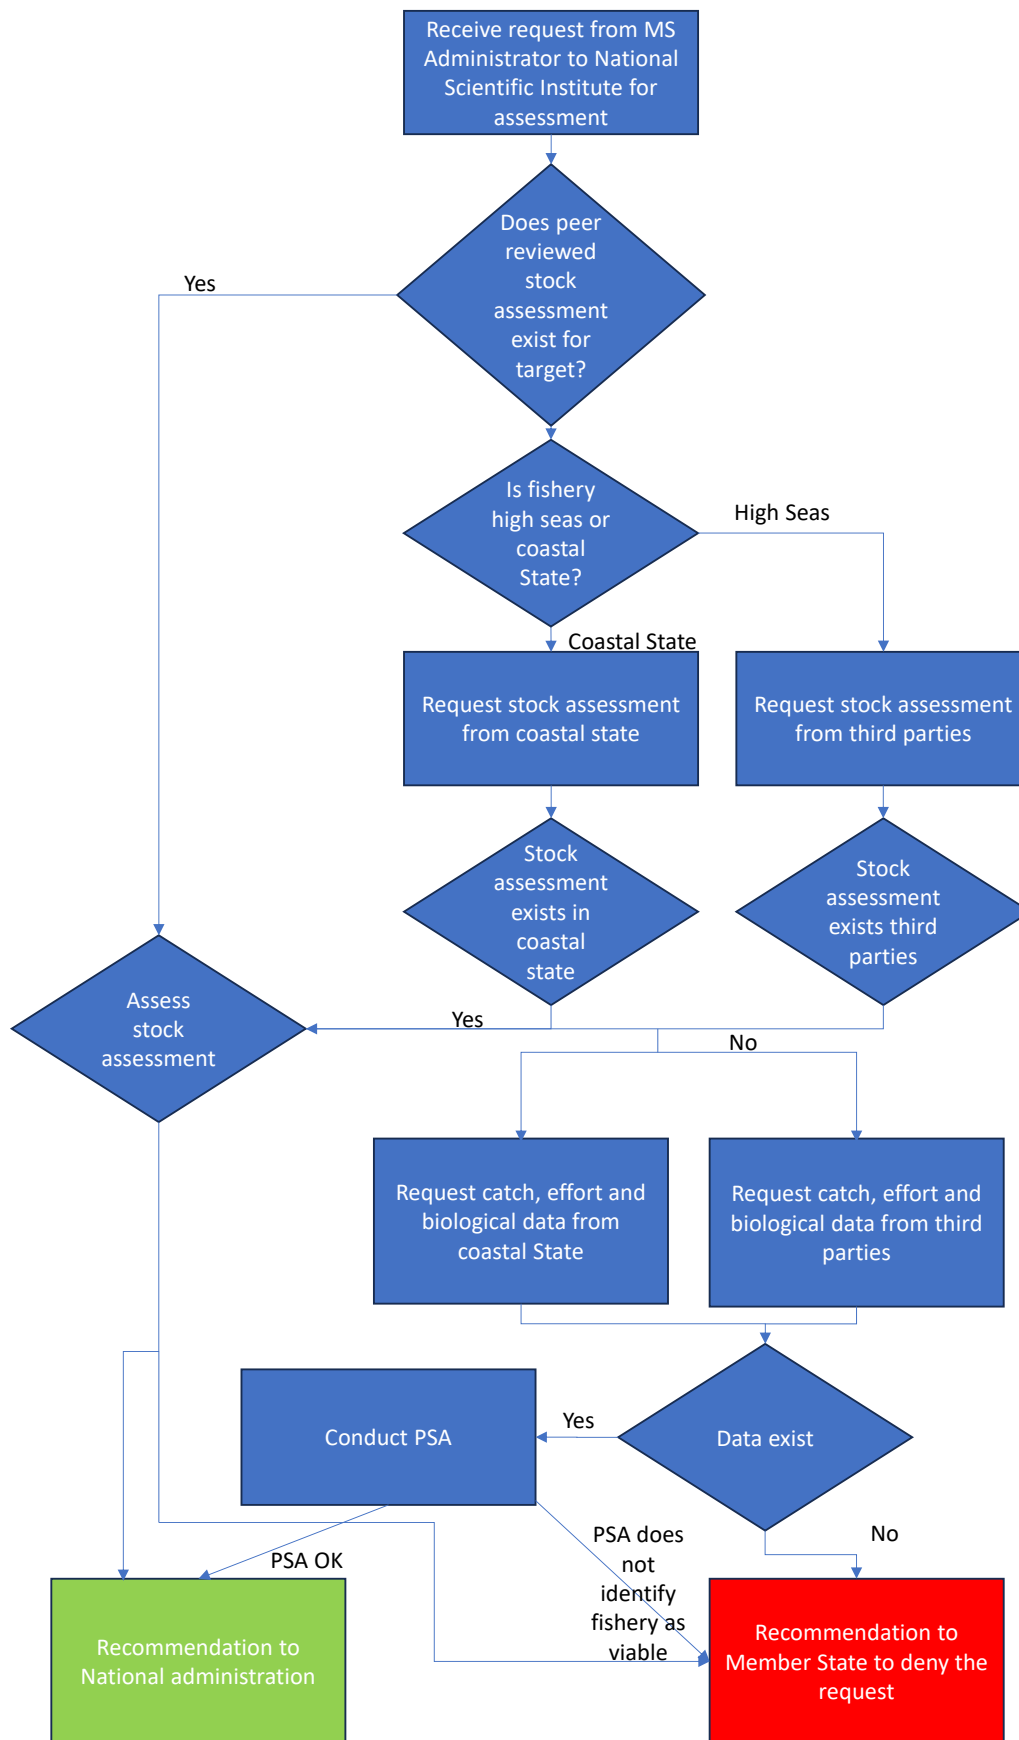 Receive request from MS
Administrator to National
Scientific Institute for
assessment
Does peer
reviewed
stock
assessment
exist for
target?
Yes
Is fishery
high seas or
coastal
State?
High Seas
Coastal State
Request stock assessment
from coastal state
Request stock assessment
from third parties
Stock
assessment
exists in
coastal
state
Stock
assessment
exists third
parties
Assess
stock
assessment
Yes
No
Request catch, effort and
biological data from
coastal State
Request catch, effort and
biological data from third
parties
Conduct PSA
Yes
Data exist
No
PSA OK
PSA does
not
identify
fishery as
viable
Recommendation to
National administration
Recommendation to
Member State to deny the
request